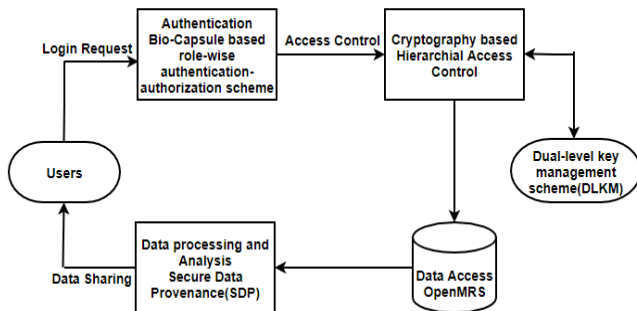 Authentication
Bio-Capsule based
role-wise
authentication-
authorization scheme
Login Request
Access Control
Cryptography based
Hierarchial Access
Control
Users
Dual-level key
management
scheme(DLKM)
Data processing and
Analysis
Secure Data
Provenance(SDP)
Data Sharing
Data Access
OpenMRS